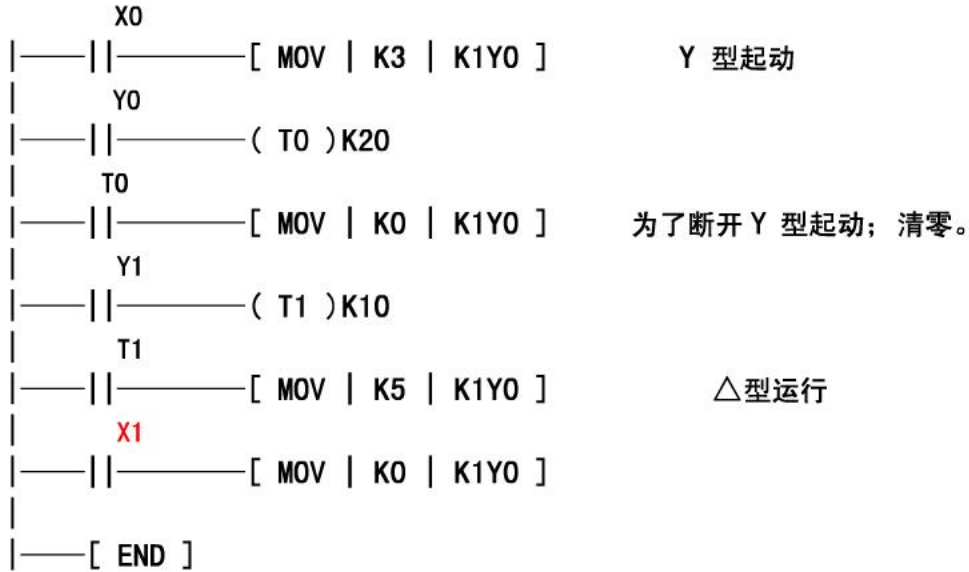 X0
[ MOV | K3 | K1Y0 ] Y 型起动
Y0
( T0 )K20
T0
[ MOV | K0 | K1Y0 ] 为了断开 Y 型起动；清零。
Y1
( T1 )K10
T1
[ MOV | K5 | K1Y0 ] △型运行
X1
[ MOV | K0 | K1Y0 ]
[ END ]